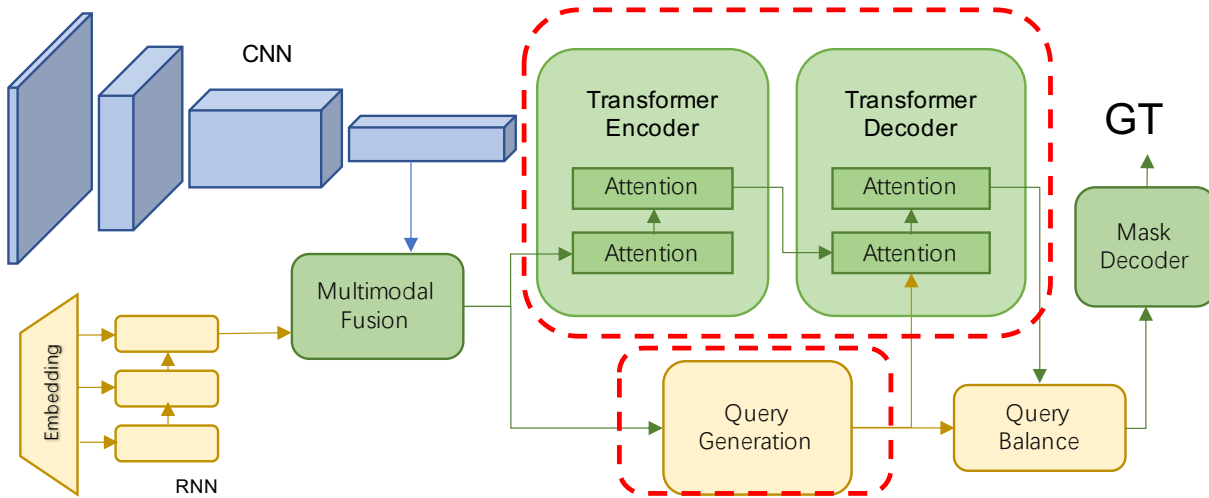 CNN
Transformer
Encoder
Attention
Attention
Transformer
Decoder
Attention
Attention
GT
Mask
Decoder
Multimodal
Fusion
Embedding
RNN
Query
Generation
Query
Balance